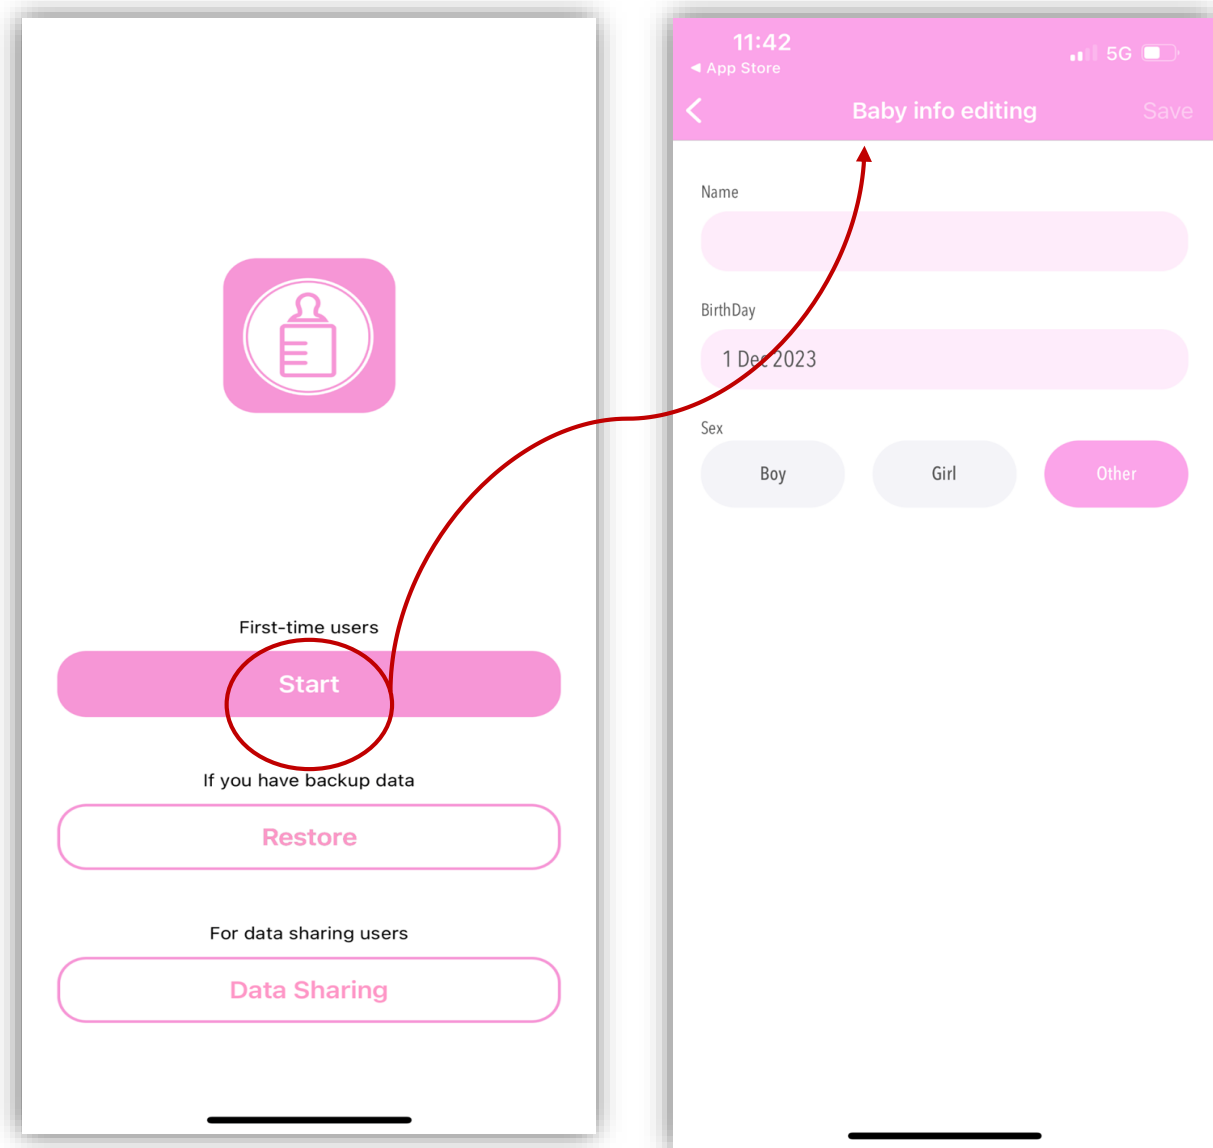 First-time users
Start
If you have backup data
Restore
For data sharing users
Data Sharing
11:42
5G
◀ App Store
Baby info editing
Save
Name
BirthDay
1 Dec 2023
Sex
Boy
Girl
Other